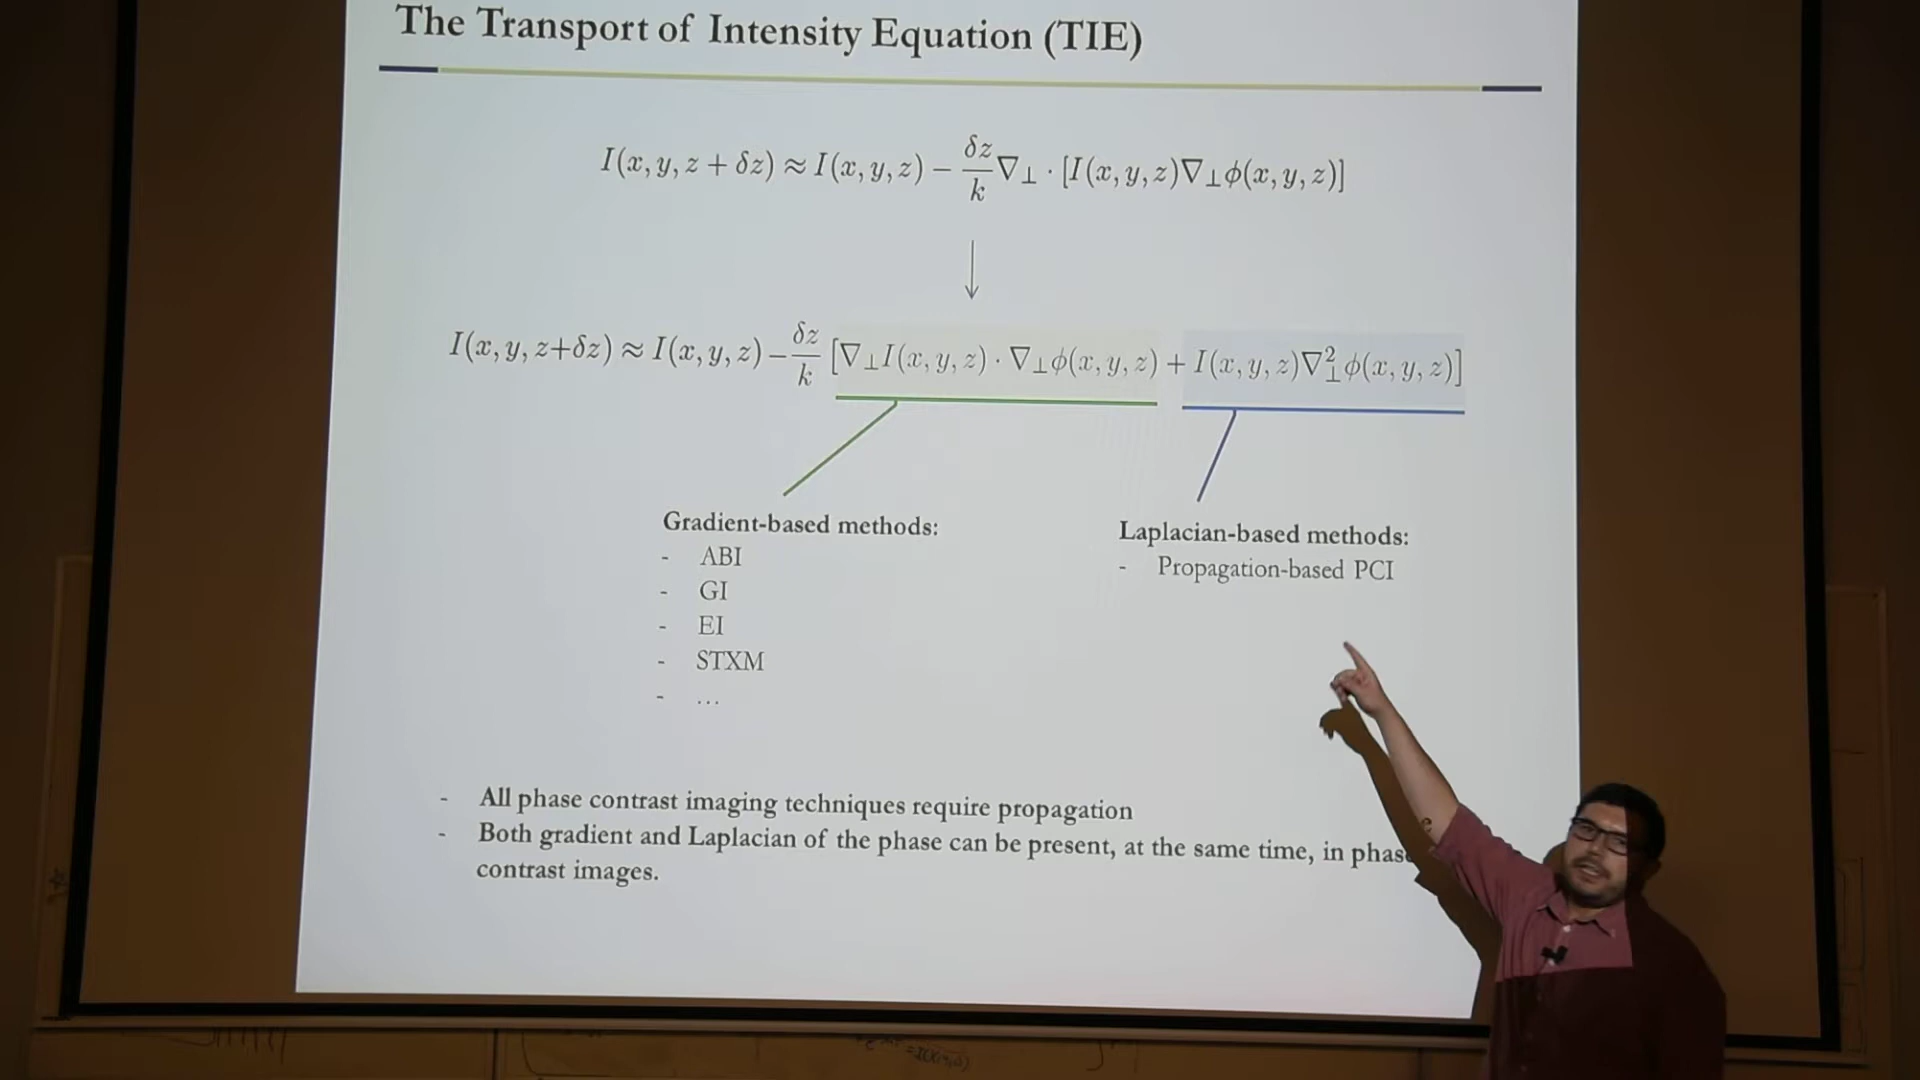 The Transport of Intensity Equation (TIE)
I(x, y, z + δz) ≈ I(x, y, z) − δz/k ∇⊥ · [I(x, y, z)∇⊥ϕ(x, y, z)]
↓
I(x, y, z+δz) ≈ I(x, y, z) − δz/k [∇⊥I(x, y, z) · ∇⊥ϕ(x, y, z) + I(x, y, z)∇⊥²ϕ(x, y, z)]
Gradient-based methods:
- ABI
- GI
- EI
- STXM
- ...
Laplacian-based methods:
- Propagation-based PCI
- All phase contrast imaging techniques require propagation
- Both gradient and Laplacian of the phase can be present, at the same time, in phase
contrast images.